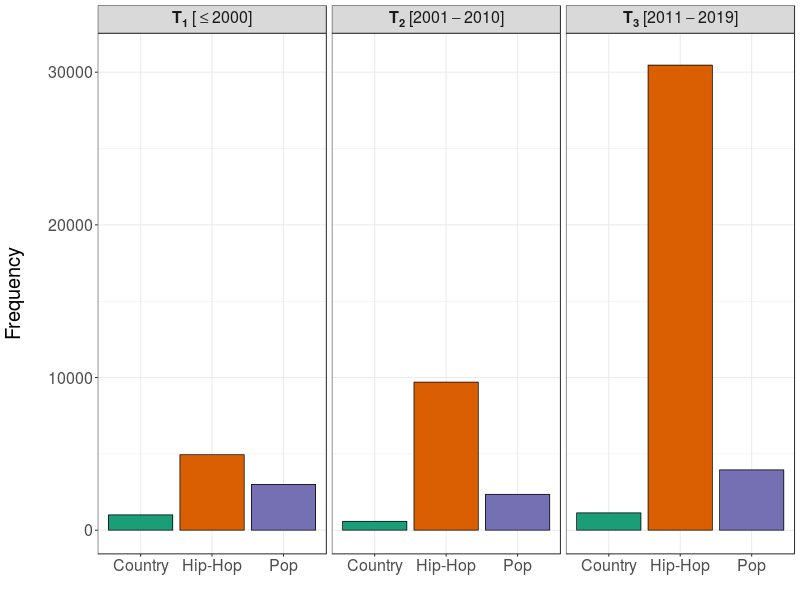 T1 [ ≤ 2000]
T2 [2001 − 2010]
T3 [2011 − 2019]
Frequency
30000
20000
10000
0
Country Hip-Hop Pop
Country Hip-Hop Pop
Country Hip-Hop Pop